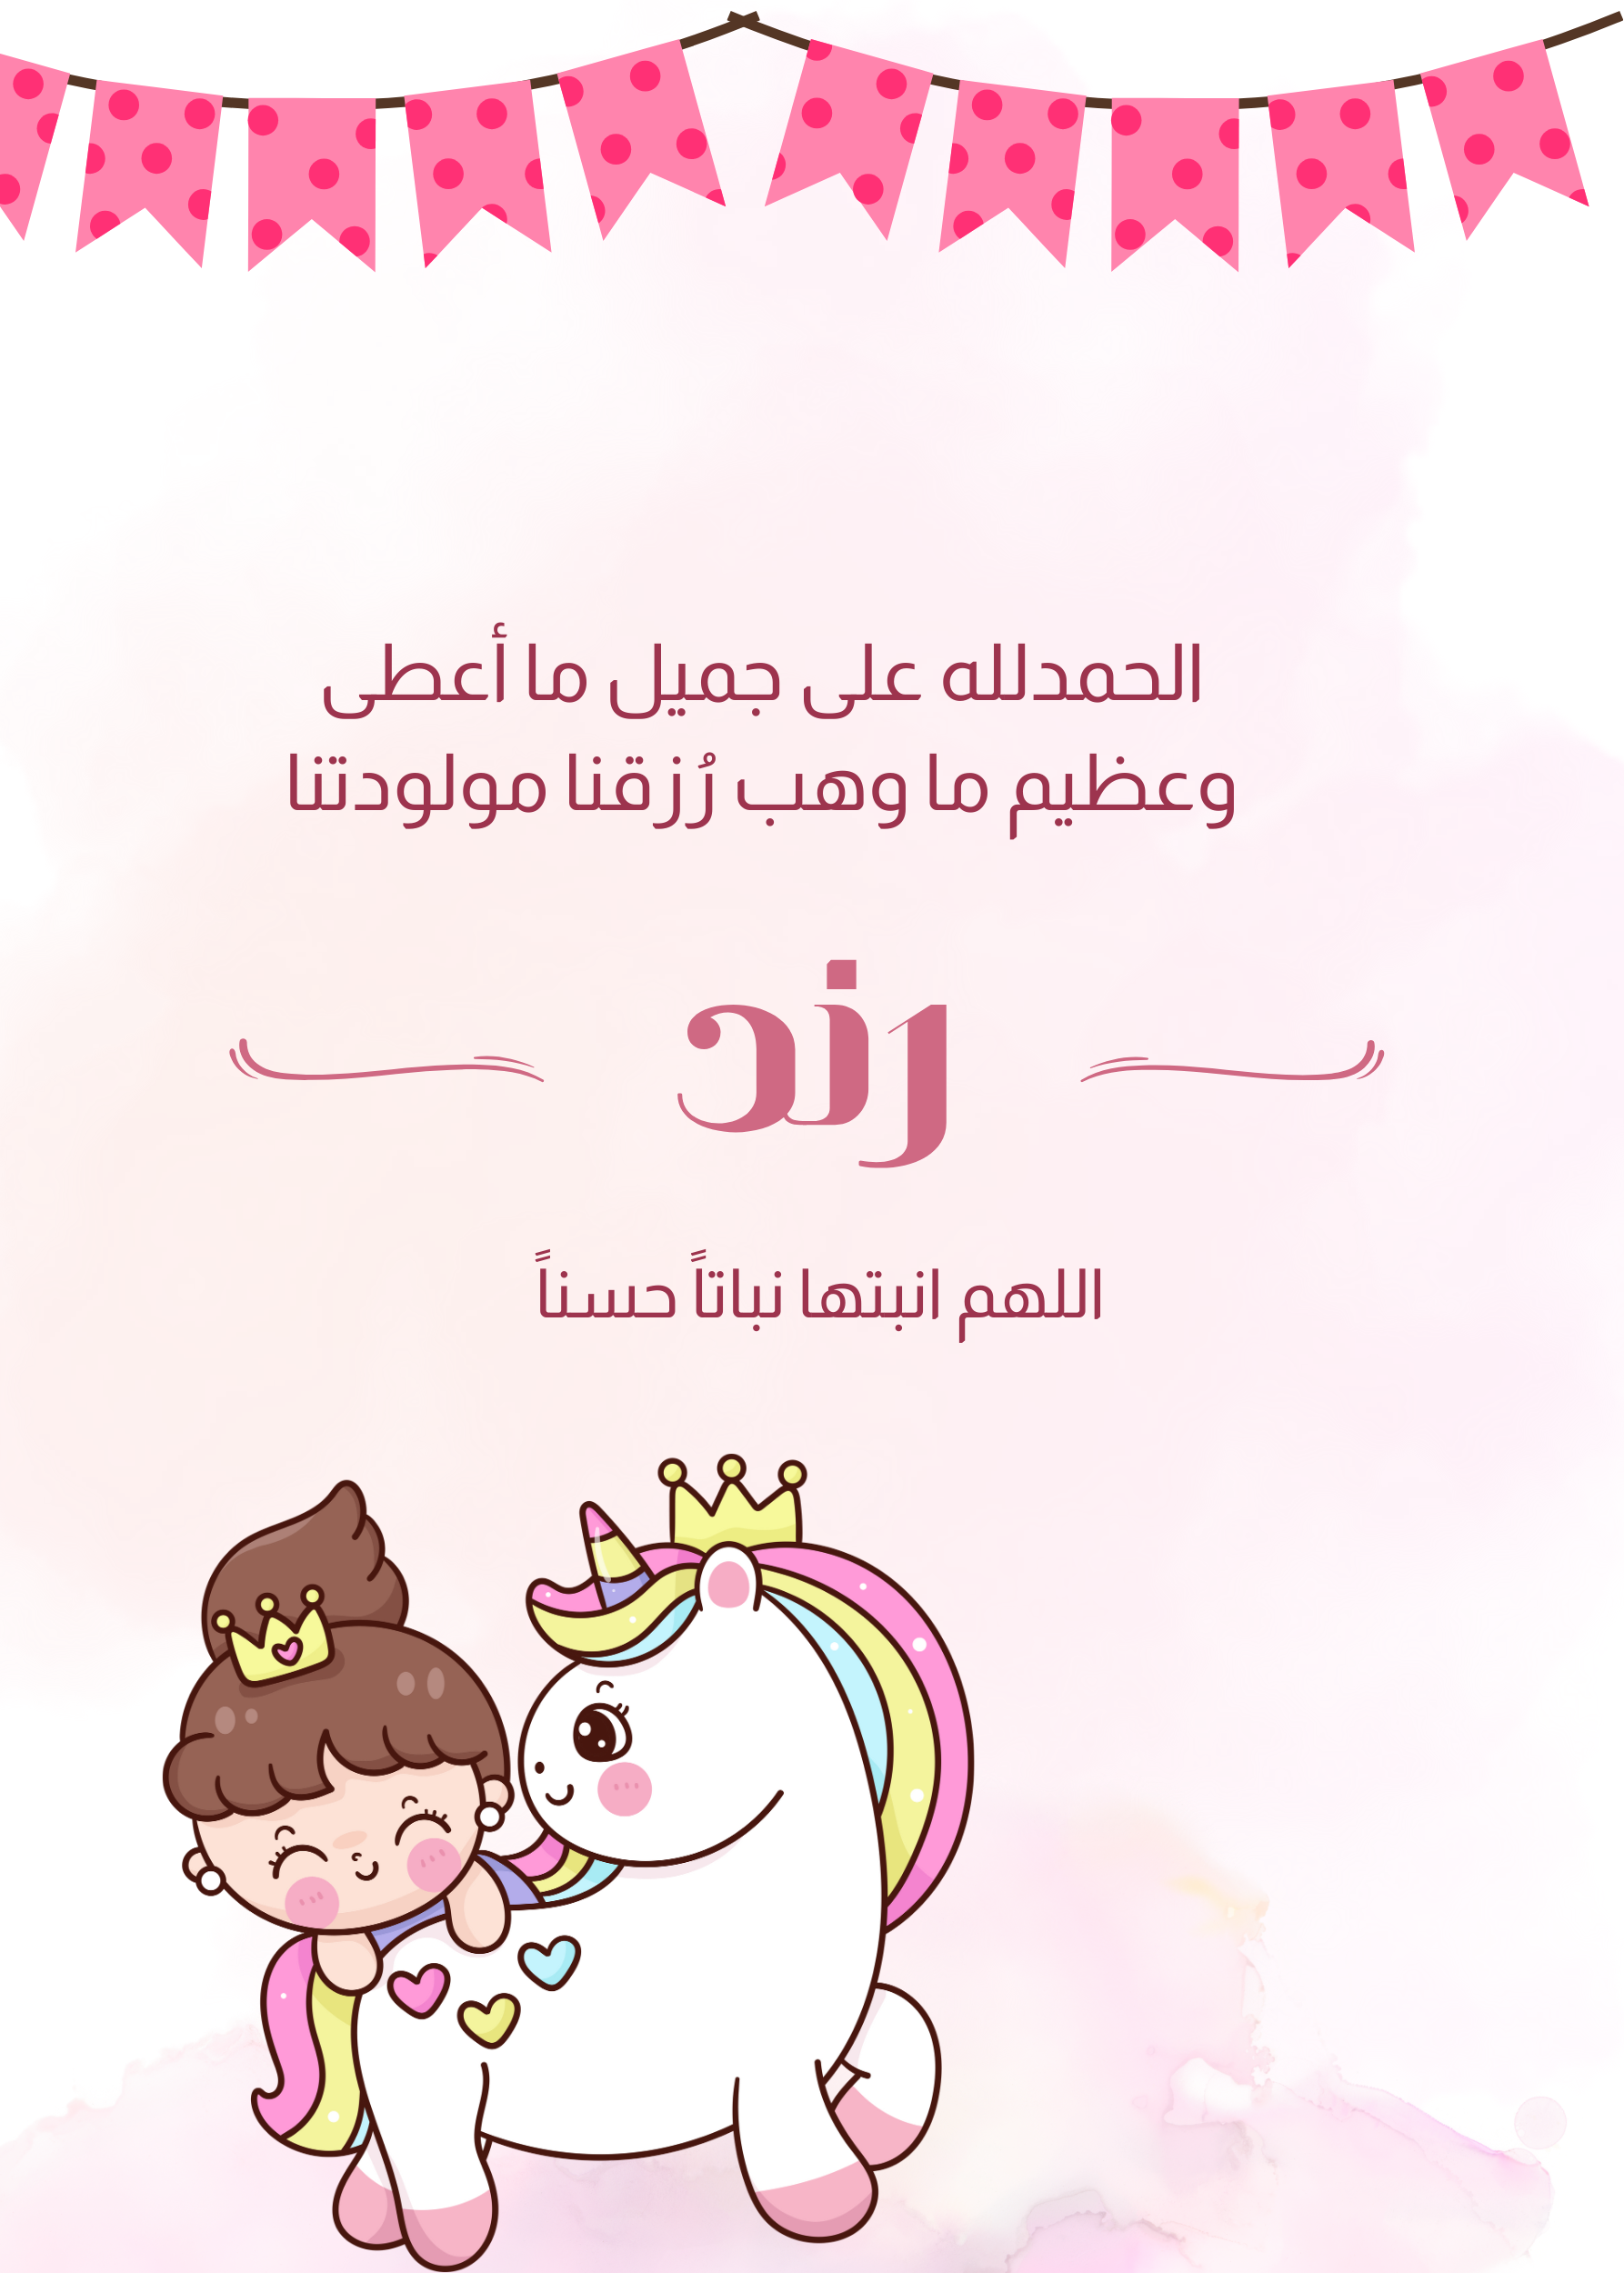 الحمدلله على جميل ما أعطى
وعظيم ما وهب رُزقنا مولودتنا
رند
اللهم انبتها نباتاً حسناً